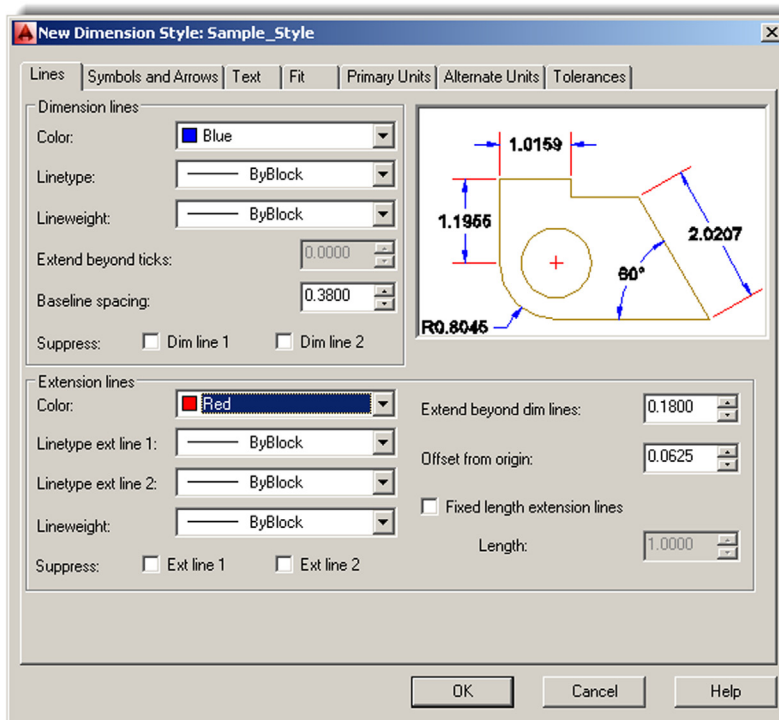 New Dimension Style: Sample_Style
Lines Symbols and Arrows Text Fit Primary Units Alternate Units Tolerances
Dimension lines
Color: Blue
Linetype: ByBlock
Lineweight: ByBlock
Extend beyond ticks: 0.0000
Baseline spacing: 0.3800
Suppress: Dim line 1 Dim line 2
1.0159
1.1955
2.0207
60°
R0.8045
Extension lines
Color: Red
Linetype ext line 1: ByBlock
Linetype ext line 2: ByBlock
Lineweight: ByBlock
Suppress: Ext line 1 Ext line 2
Extend beyond dim lines: 0.1800
Offset from origin: 0.0625
Fixed length extension lines
Length: 1.0000
OK Cancel Help